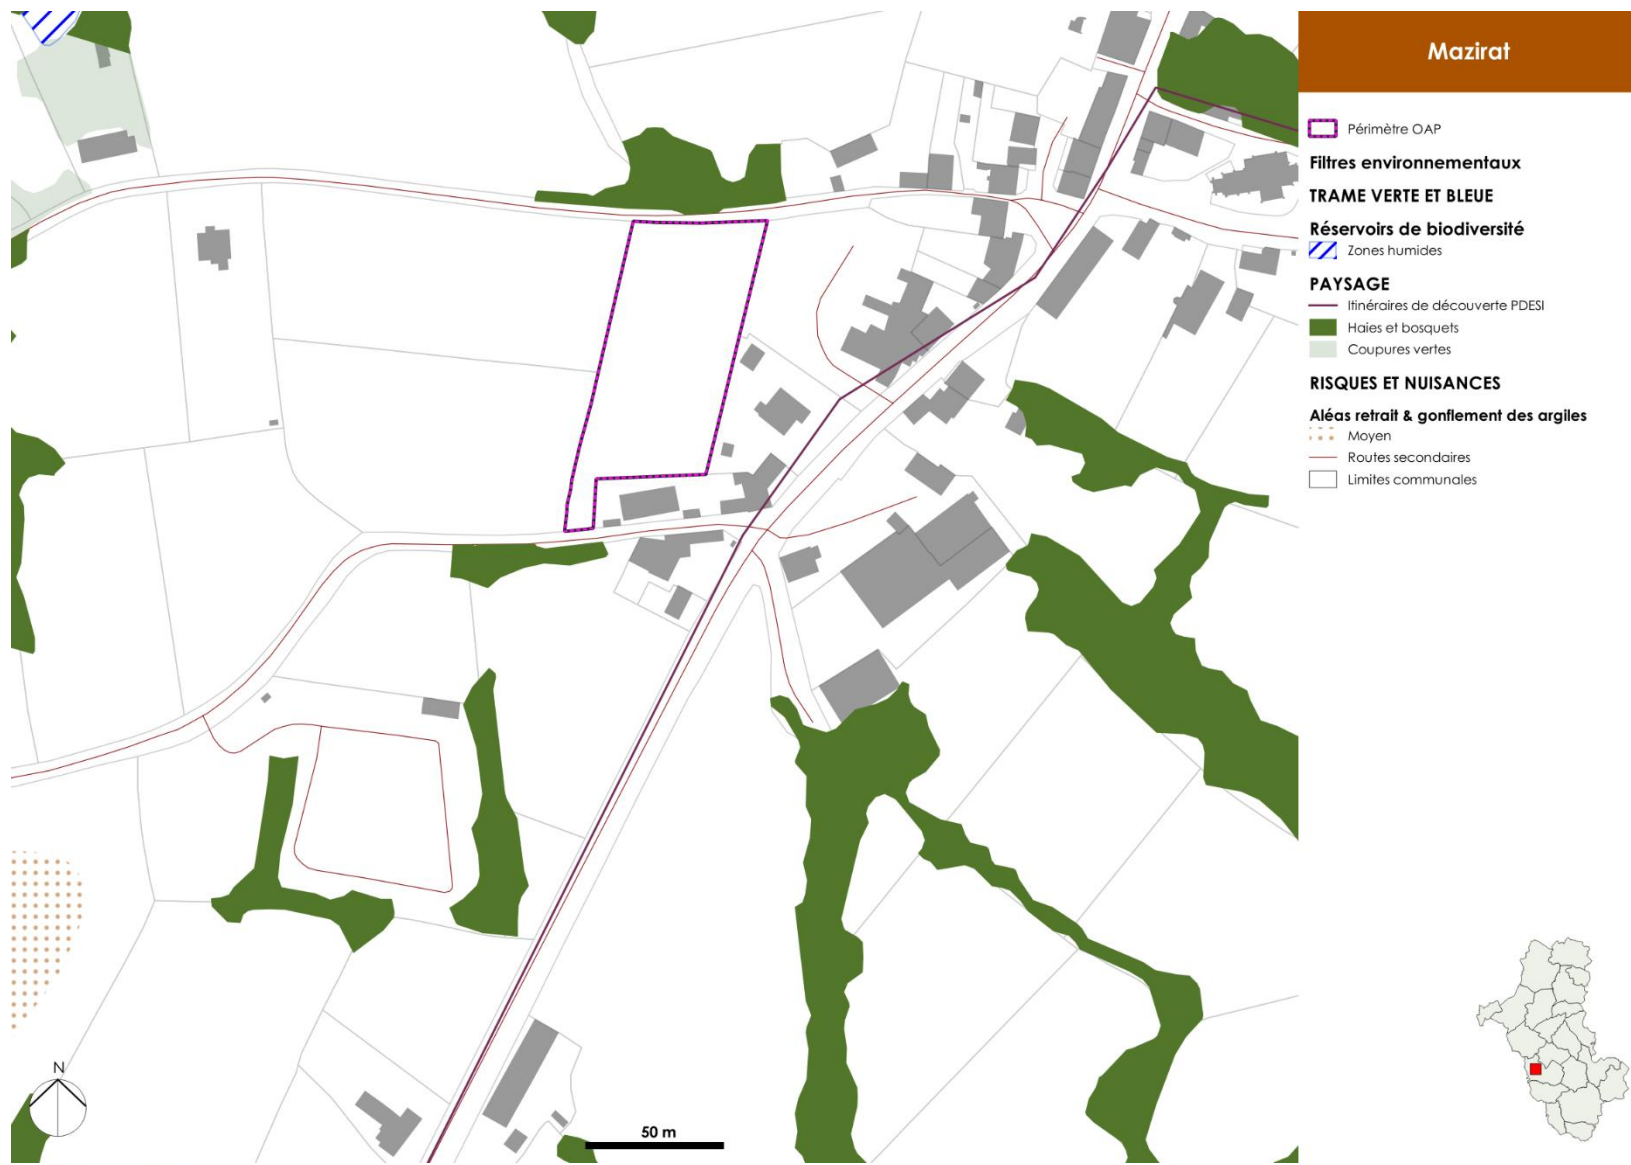 Mazirat
Périmètre OAP
Filtres environnementaux
TRAME VERTE ET BLEUE
Réservoirs de biodiversité
Zones humides
PAYSAGE
Itinéraires de découverte PDESI
Haies et bosquets
Coupures vertes
RISQUES ET NUISANCES
Aléas retrait & gonflement des argiles
Moyen
Routes secondaires
Limites communales
N
50 m